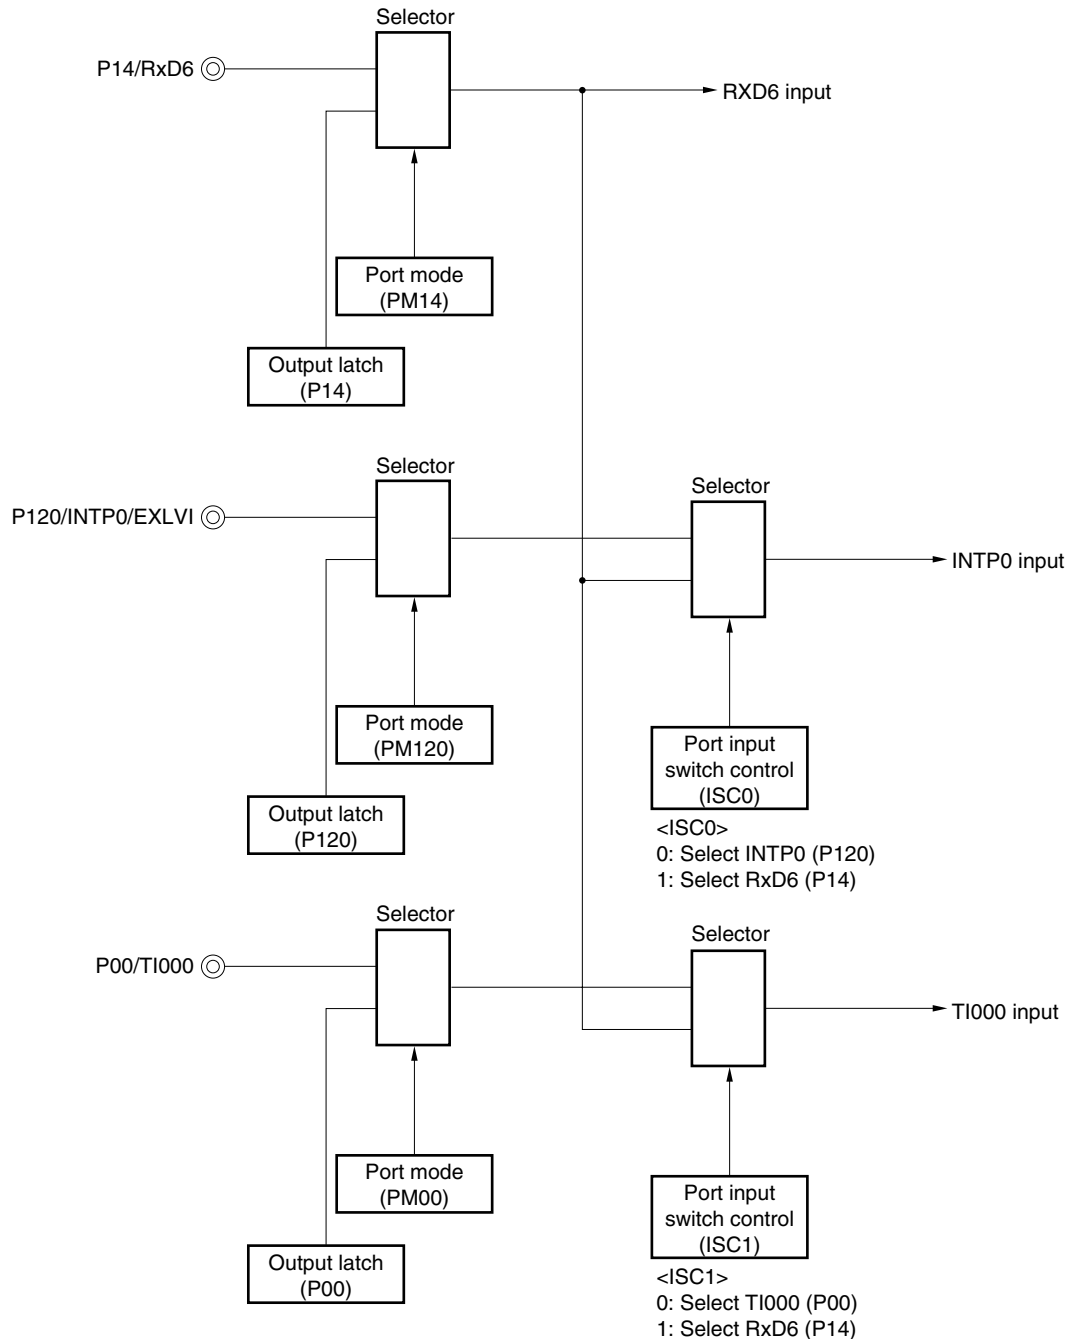 Selector
P14/RxD6
RXD6 input
Port mode
(PM14)
Output latch
(P14)
Selector
P120/INTP0/EXLVI
Selector
INTP0 input
Port mode
(PM120)
Port input
switch control
(ISC0)
Output latch
(P120)
<ISC0>
0: Select INTP0 (P120)
1: Select RxD6 (P14)
Selector
P00/TI000
Selector
TI000 input
Port mode
(PM00)
Port input
switch control
(ISC1)
Output latch
(P00)
<ISC1>
0: Select TI000 (P00)
1: Select RxD6 (P14)